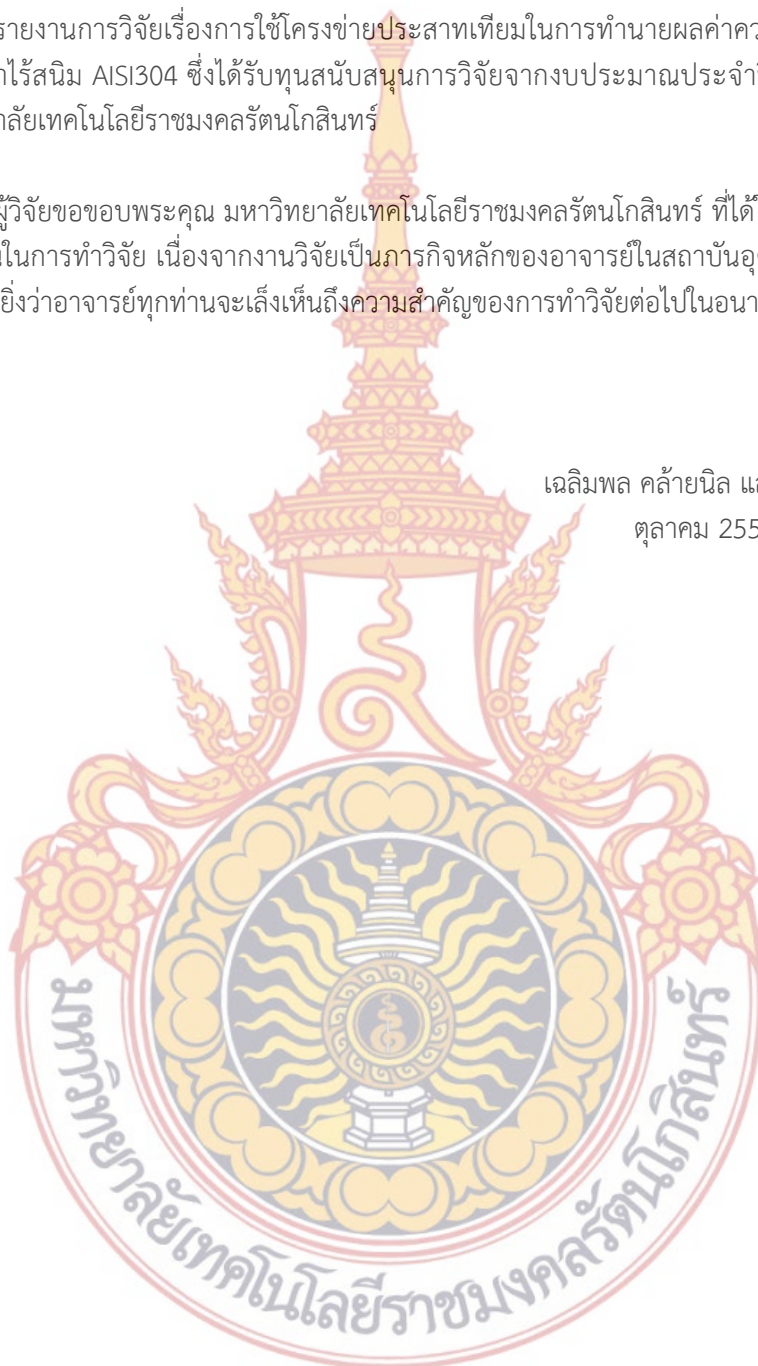 รายงานการวิจัยเรื่องการใช้โครงข่ายประสาทเทียมในการทำนายผลค่า
ไร้สนิม AISI304 ซึ่งได้รับทุนสนับสนุนการวิจัยจากงบประมาณ
ลัยเทคโนโลยีราชมงคลรัตนโกสินทร์
ผู้วิจัยขอขอบพระคุณ มหาวิทยาลัยเทคโนโลยีราชมงคลรัตนโกสินทร์ ที่ได้
ในการทำวิจัย เนื่องจากงานวิจัยเป็นภารกิจหลักของอาจารย์ในสถาบัน
ยิ่งว่าอาจารย์ทุกท่านจะเล็งเห็นถึงความสำคัญของการทำวิจัยต่อไปในอนา
เฉลิมพล คล้ายนิล
ตุลาคม 255
มหาวิทยาลัยเทคโนโลยีราชมงคลรัตนโกสินทร์